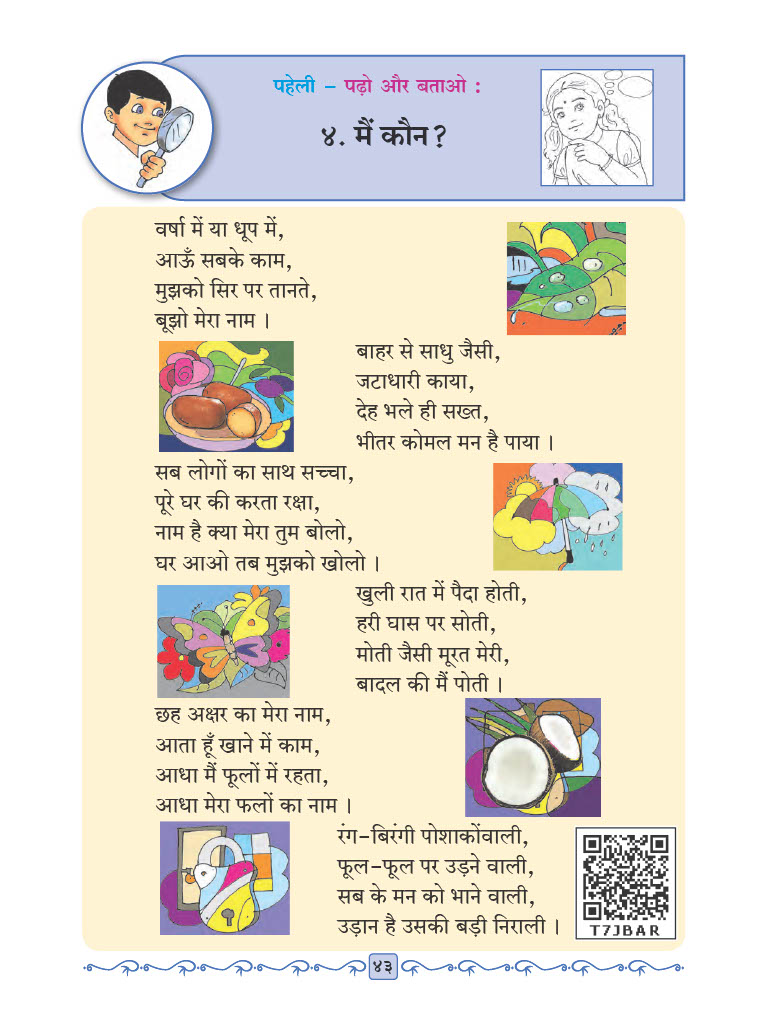 पहेली – पढ़ो और बताओ :
४. मैं कौन?
वर्षा में या धूप में,
आऊँ सबके काम,
मुझको सिर पर तानते,
बूझो मेरा नाम ।
बाहर से साधु जैसी,
जटाधारी काया,
देह भले ही सख्त,
भीतर कोमल मन है पाया ।
सब लोगों का साथ सच्चा,
पूरे घर की करता रक्षा,
नाम है क्या मेरा तुम बोलो,
घर आओ तब मुझको खोलो ।
खुली रात में पैदा होती,
हरी घास पर सोती,
मोती जैसी मूरत मेरी,
बादल की मैं पोती ।
छह अक्षर का मेरा नाम,
आता हूँ खाने में काम,
आधा मैं फूलों में रहता,
आधा मेरा फलों का नाम ।
रंग-बिरंगी पोशाकोंवाली,
फूल-फूल पर उड़ने वाली,
सब के मन को भाने वाली,
उड़ान है उसकी बड़ी निराली ।
T7JBAR
४३